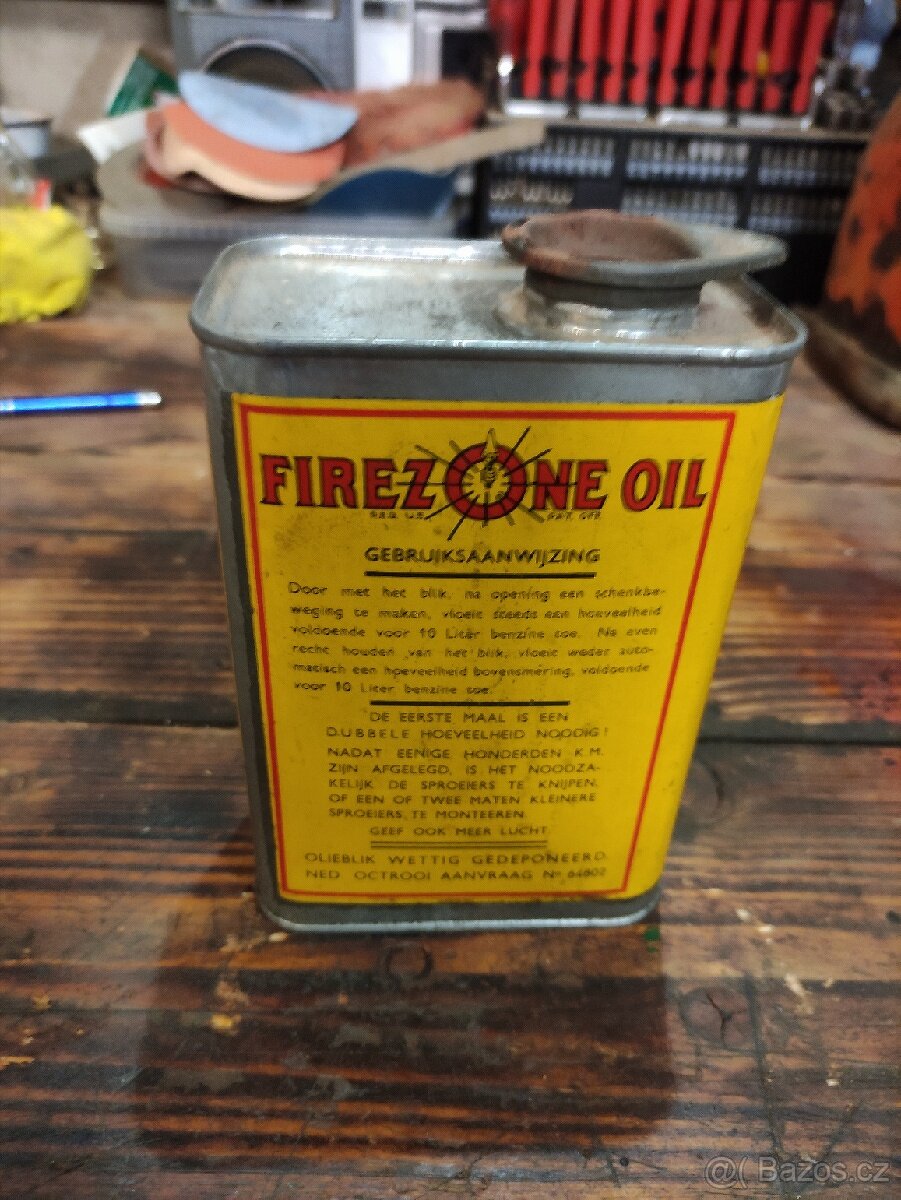 FIREZONE OIL
REG. U.S. PAT. OFF.
GEBRUIKSAANWIJZING
Door met het blik, na opening een schenkbe-
weging te maken, vloeit steeds een hoeveelheid
voldoende voor 10 Liter benzine toe. Na even
recht houden van het blik, vloeit weder auto-
matisch een hoeveelheid bovensmering, voldoende
voor 10 Liter benzine toe.
DE EERSTE MAAL IS EEN
DUBBELE HOEVEELHEID NOODIG!
NADAT EENIGE HONDERDEN K.M.
ZIJN AFGELEGD, IS HET NOODZA-
KELIJK DE SPROEIERS TE KNIJPEN,
OF EEN OF TWEE MATEN KLEINERE
SPROEIERS, TE MONTEEREN.
GEEF OOK MEER LUCHT.
OLIEBLIK WETTIG GEDEPONEERD
NED OCTROOI AANVRAAG No 64602
@( Bazos.cz